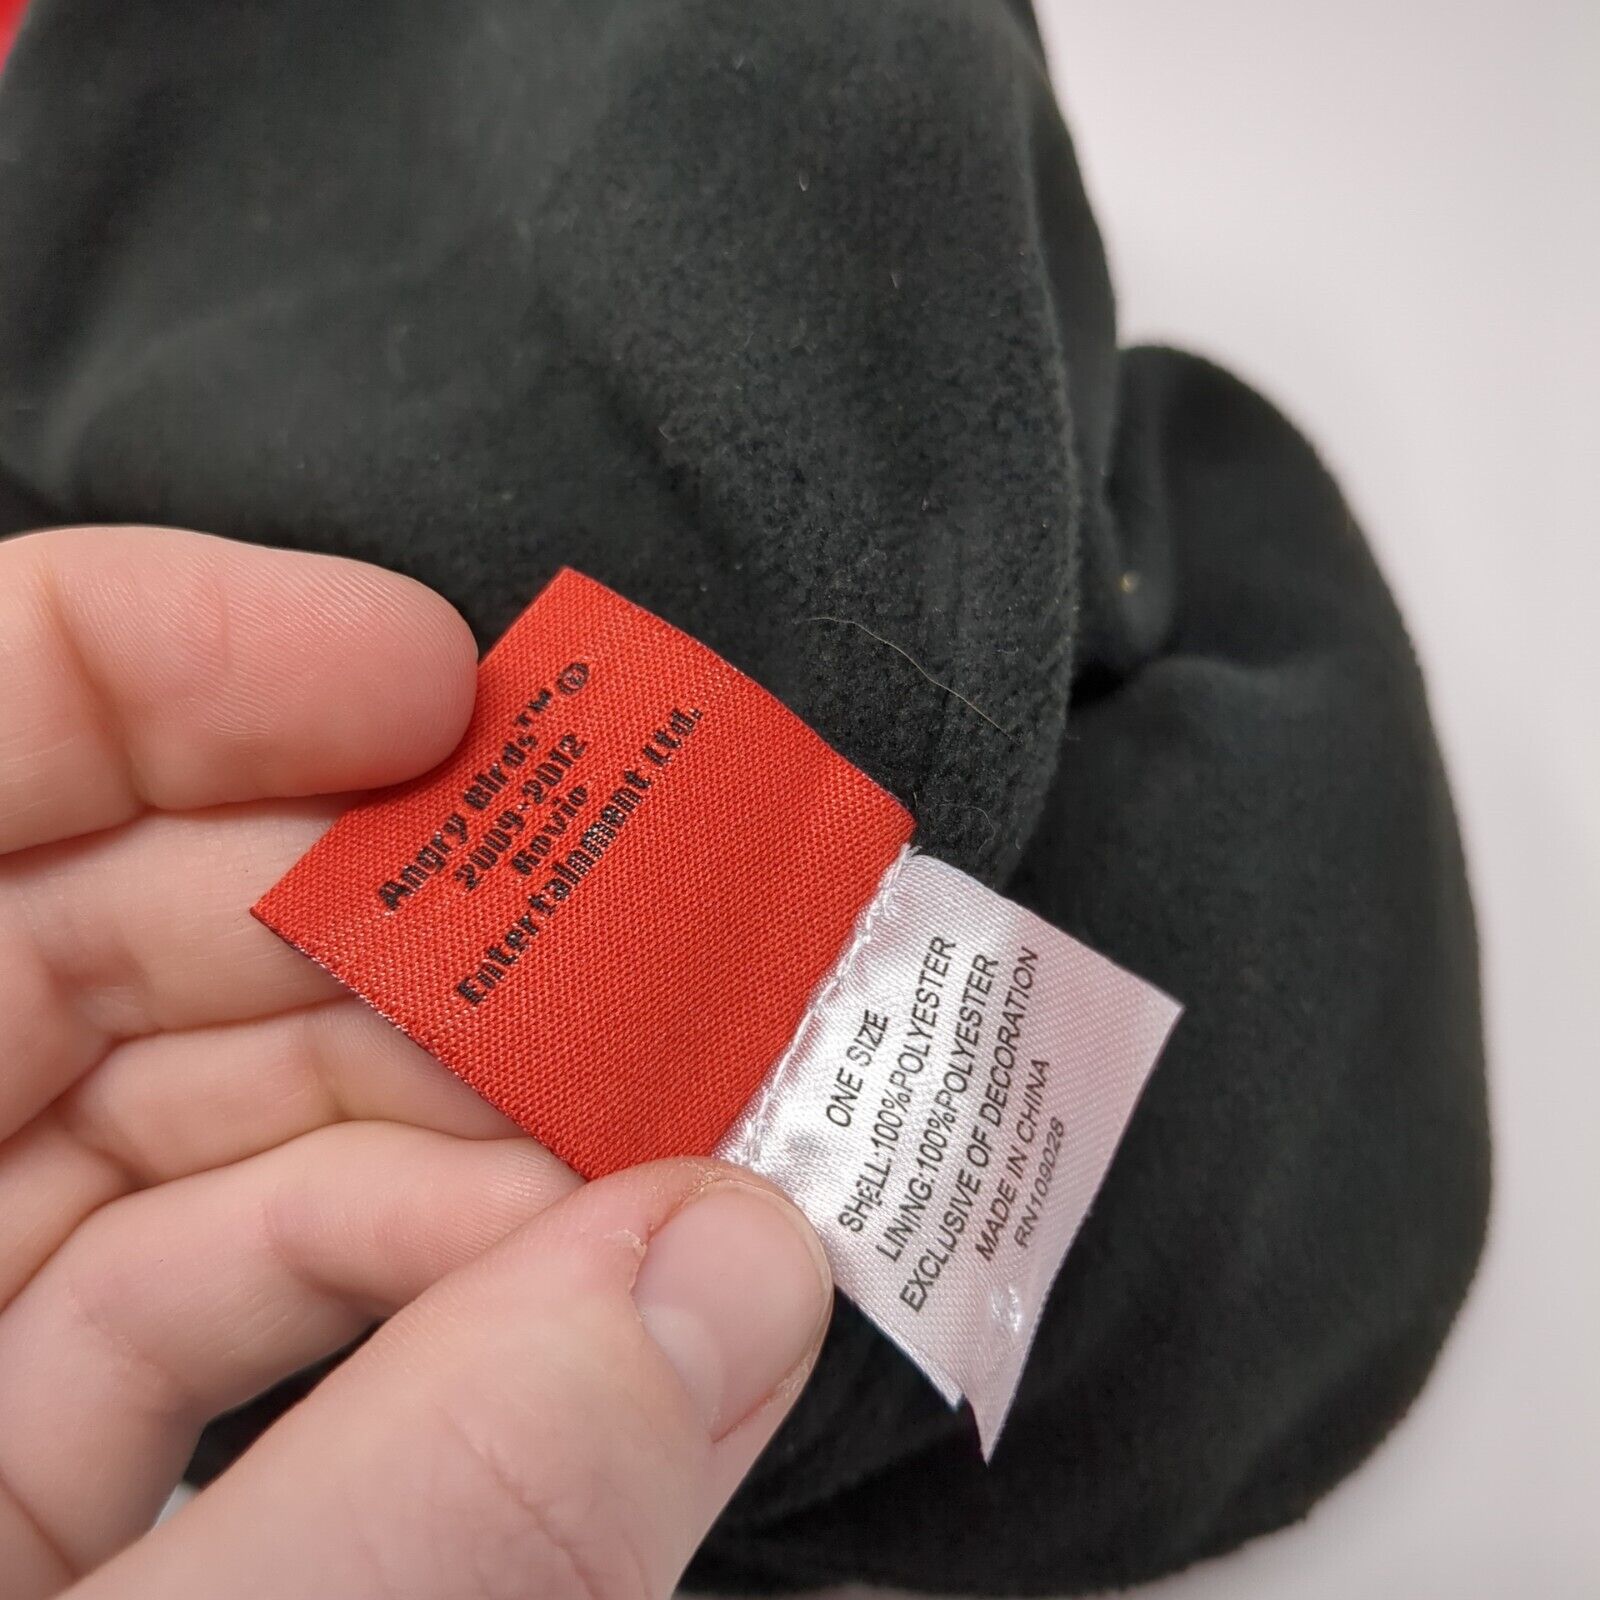 Angry Birds™®
2009-2012
Rovio
Entertainment Ltd.
ONE SIZE
SHELL:100%POLYESTER
LINING:100%POLYESTER
EXCLUSIVE OF DECORATION
MADE IN CHINA
RN109028